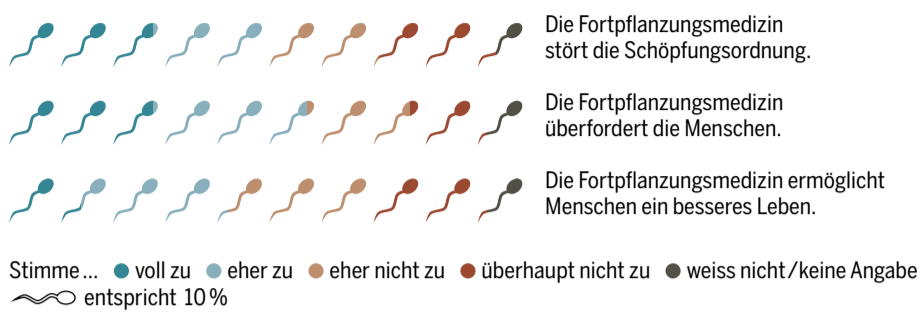 Die Fortpflanzungsmedizin
stört die Schöpfungsordnung.
Die Fortpflanzungsmedizin
überfordert die Menschen.
Die Fortpflanzungsmedizin ermöglicht
Menschen ein besseres Leben.
Stimme ... voll zu eher zu eher nicht zu überhaupt nicht zu weiss nicht/keine Angabe
entspricht 10 %